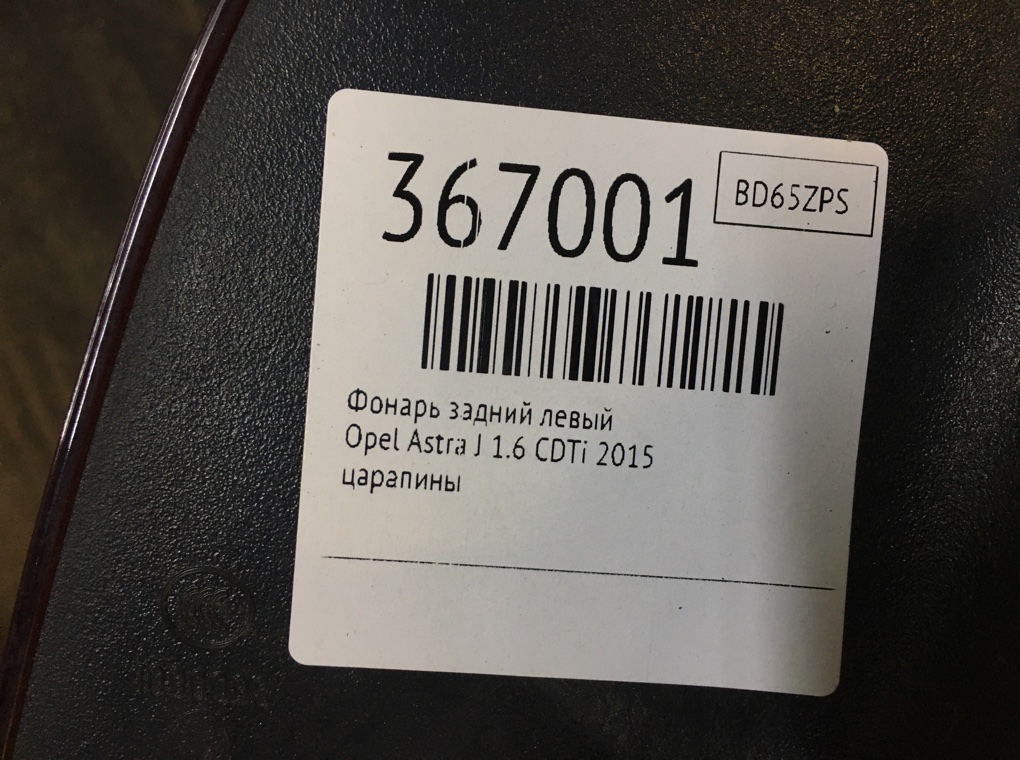 367001
BD65ZPS
Фонарь задний левый
Opel Astra J 1.6 CDTi 2015
царапины